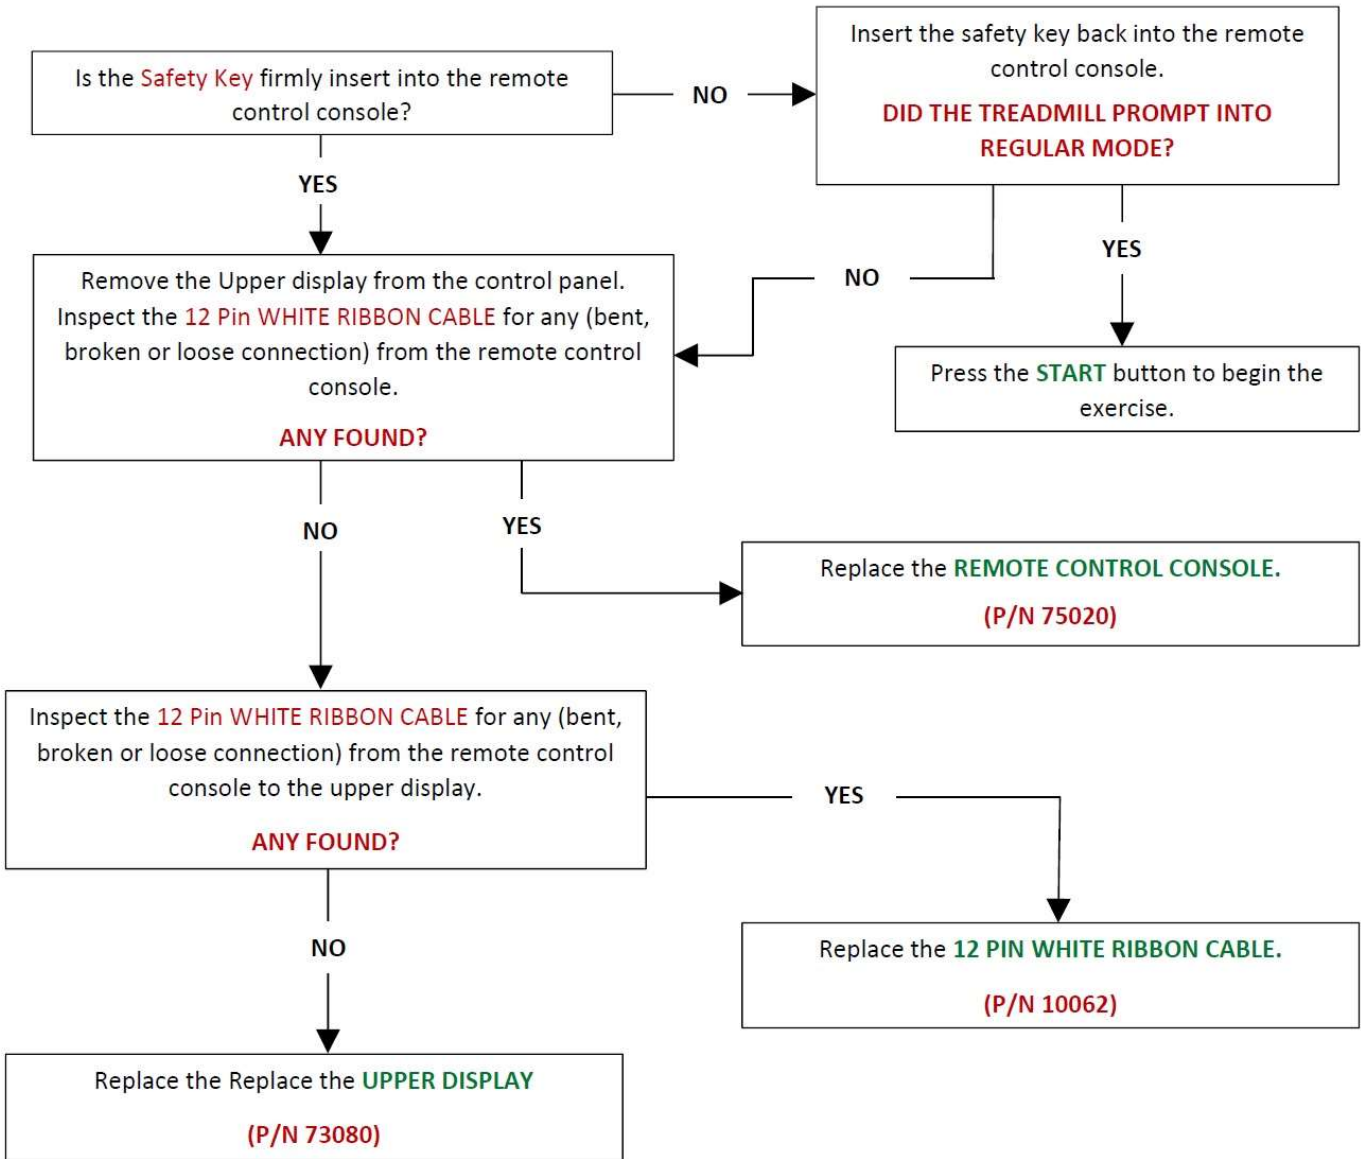 Is the Safety Key firmly insert into the remote
control console?
NO
Insert the safety key back into the remote
control console.
DID THE TREADMILL PROMPT INTO
REGULAR MODE?
YES
NO
YES
Remove the Upper display from the control panel.
Inspect the 12 Pin WHITE RIBBON CABLE for any (bent,
broken or loose connection) from the remote control
console.
ANY FOUND?
Press the START button to begin the
exercise.
NO
YES
Replace the REMOTE CONTROL CONSOLE.
(P/N 75020)
Inspect the 12 Pin WHITE RIBBON CABLE for any (bent,
broken or loose connection) from the remote control
console to the upper display.
ANY FOUND?
YES
NO
Replace the 12 PIN WHITE RIBBON CABLE.
(P/N 10062)
Replace the Replace the UPPER DISPLAY
(P/N 73080)